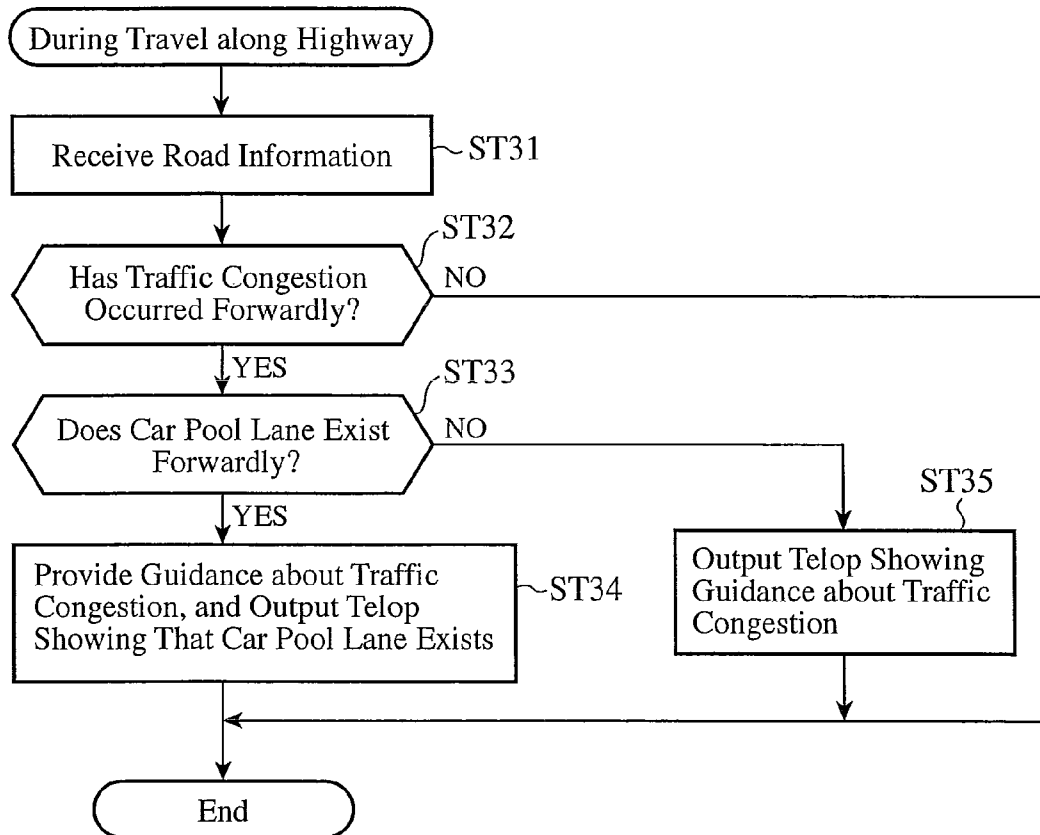 During Travel along Highway
Receive Road Information
ST31
ST32
Has Traffic Congestion
Occurred Forwardly?
NO
YES
ST33
Does Car Pool Lane Exist
Forwardly?
NO
YES
ST35
Provide Guidance about Traffic
Congestion, and Output Telop
Showing That Car Pool Lane Exists
ST34
Output Telop Showing
Guidance about Traffic
Congestion
End